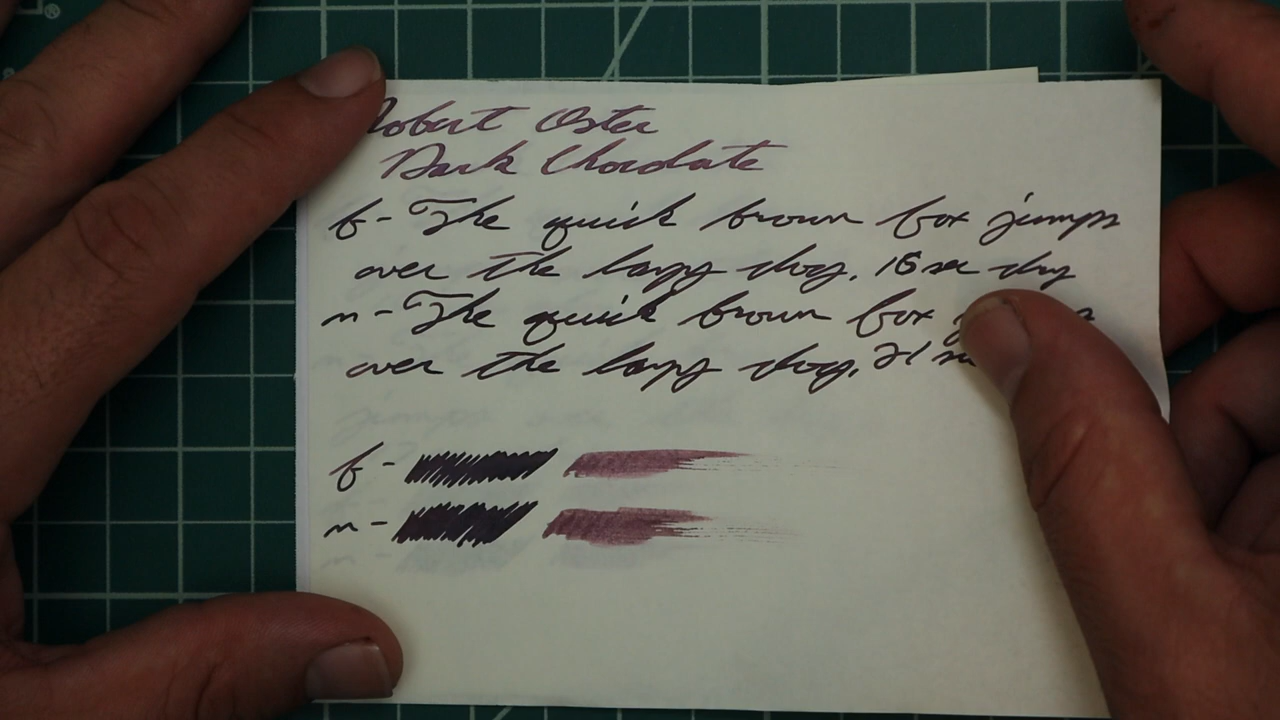 Robert Oster
Dark Chocolate
f - The quick brown fox jumps
over the lazy dog, 16 sec dry
m - The quick brown fox
over the lazy dog, 21
f -
m -